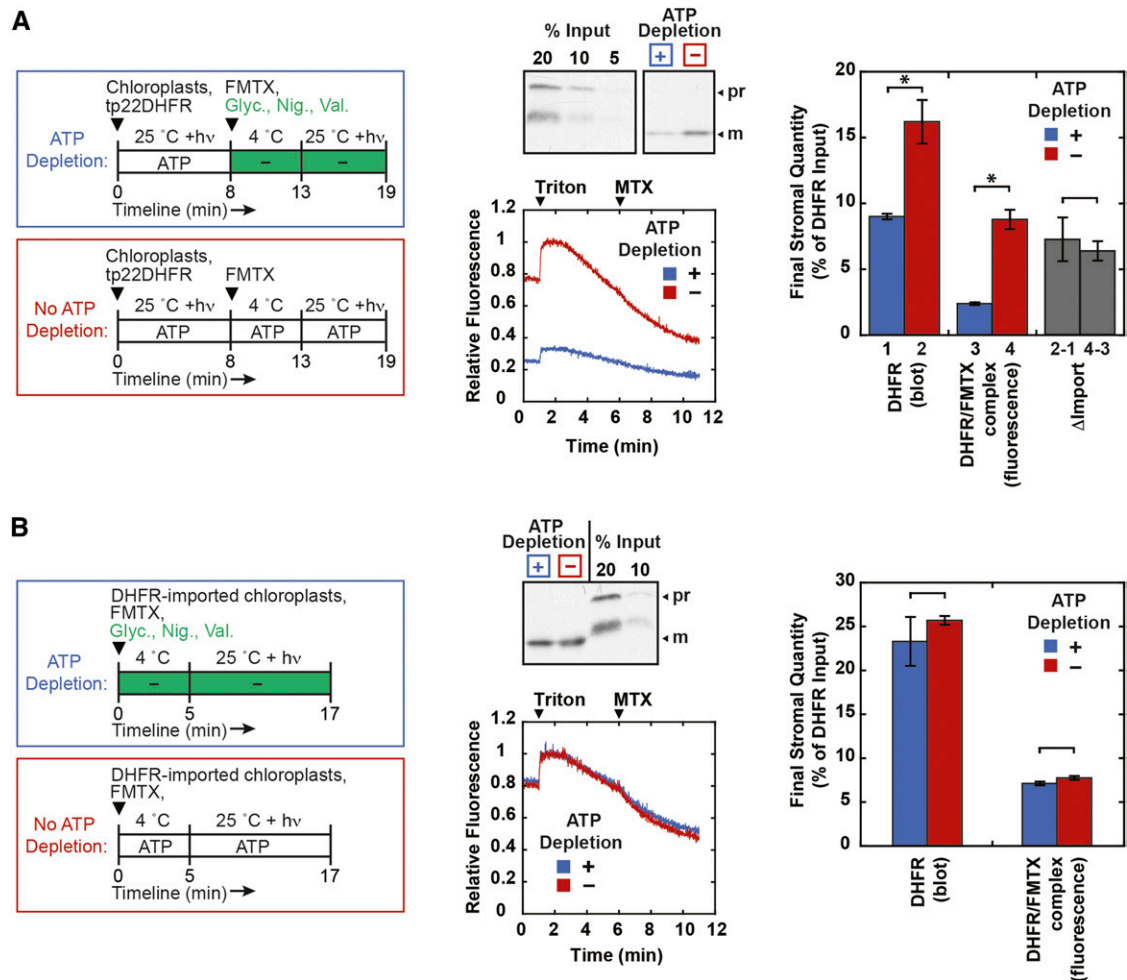 A
ATP
Depletion:
Chloroplasts,
tp22DHFR
FMTX,
Glyc., Nig., Val.
25 °C +hν
4 °C
25 °C +hν
ATP
–
–
0
8
13
19
Timeline (min) →
No ATP
Depletion:
Chloroplasts,
tp22DHFR
FMTX
25 °C +hν
4 °C
25 °C +hν
ATP
ATP
ATP
0
8
13
19
Timeline (min) →
% Input
20 10 5
ATP
Depletion
+ –
pr
m
Triton
MTX
ATP
Depletion
+
–
Relative Fluorescence
1.2
1
0.8
0.6
0.4
0.2
0
0 2 4 6 8 10 12
Time (min)
Final Stromal Quantity
(% of DHFR Input)
20
15
10
5
0
*
*
ATP
Depletion
+
–
1 2 3 4 2-1 4-3
DHFR
(blot)
DHFR/FMTX
complex
(fluorescence)
ΔImport
B
ATP
Depletion:
DHFR-imported chloroplasts,
FMTX,
Glyc., Nig., Val.
4 °C
25 °C + hν
–
–
0
5
17
Timeline (min) →
No ATP
Depletion:
DHFR-imported chloroplasts,
FMTX,
4 °C
25 °C + hν
ATP
ATP
0
5
17
Timeline (min) →
ATP
Depletion
+ –
% Input
20 10
pr
m
Triton
MTX
Relative Fluorescence
1.2
1
0.8
0.6
0.4
0.2
0
ATP
Depletion
+
–
0 2 4 6 8 10 12
Time (min)
Final Stromal Quantity
(% of DHFR Input)
30
25
20
15
10
5
0
ATP
Depletion
+
–
DHFR
(blot)
DHFR/FMTX
complex
(fluorescence)